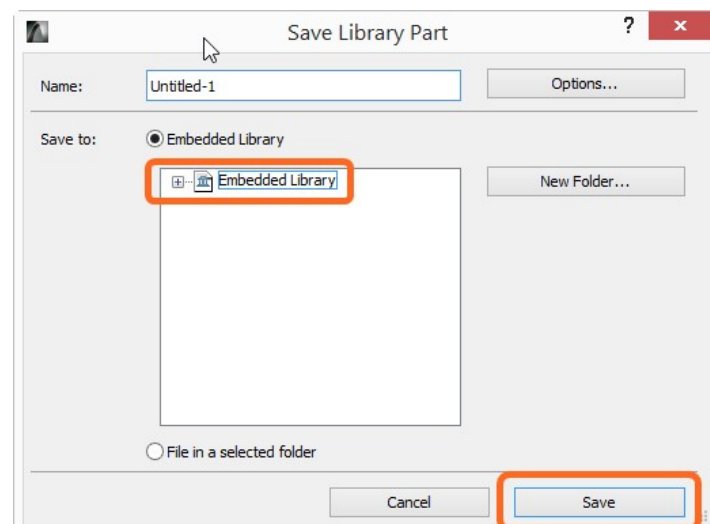 Save Library Part
?
Name:
Untitled-1
Options...
Save to:
Embedded Library
Embedded Library
New Folder...
File in a selected folder
Cancel
Save